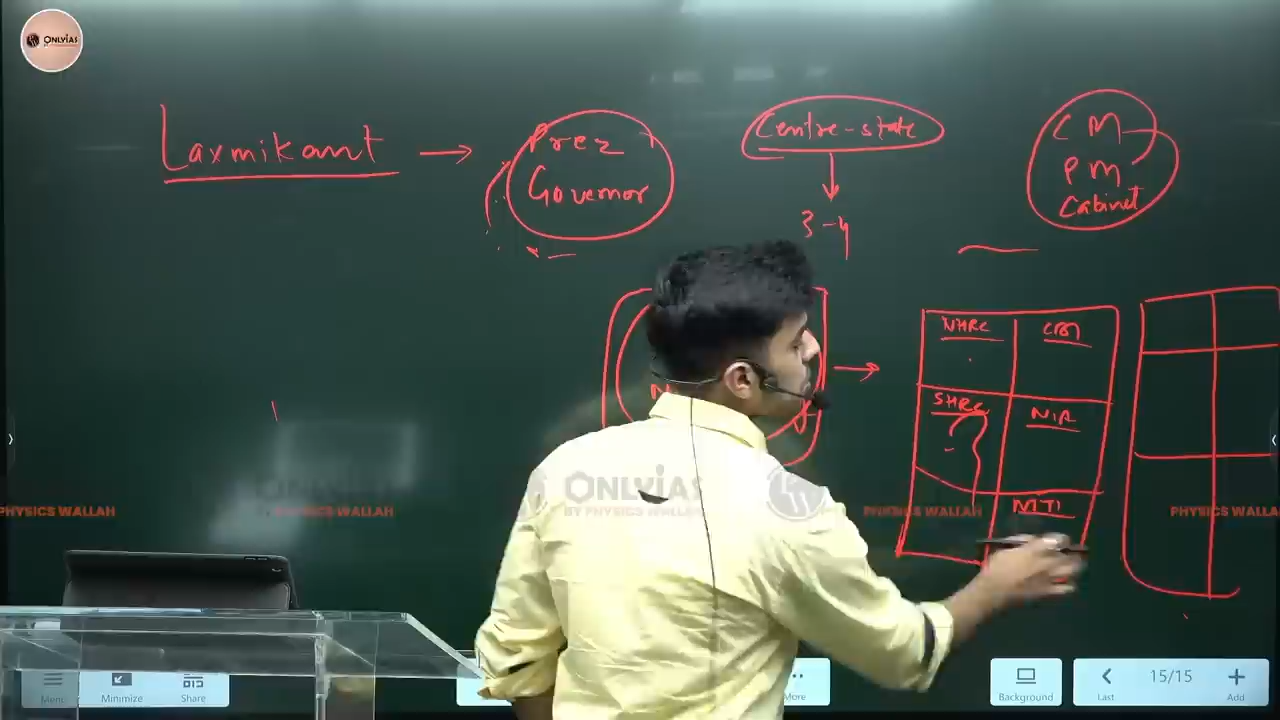 ONLYIAS
Laxmikant → Prez
Governor
Centre-state
3-4
CM
PM
Cabinet
NHRC
CBI
SHRC
NIA
?
ONLYIAS
BY PHYSICS WALLAH
PHYSICS WALLAH
PHYSICS WALLAH
PHYSICS WALLAH
PHYSICS WALLAH
Menu
Minimize
Share
More
Background
Last
15/15
Add